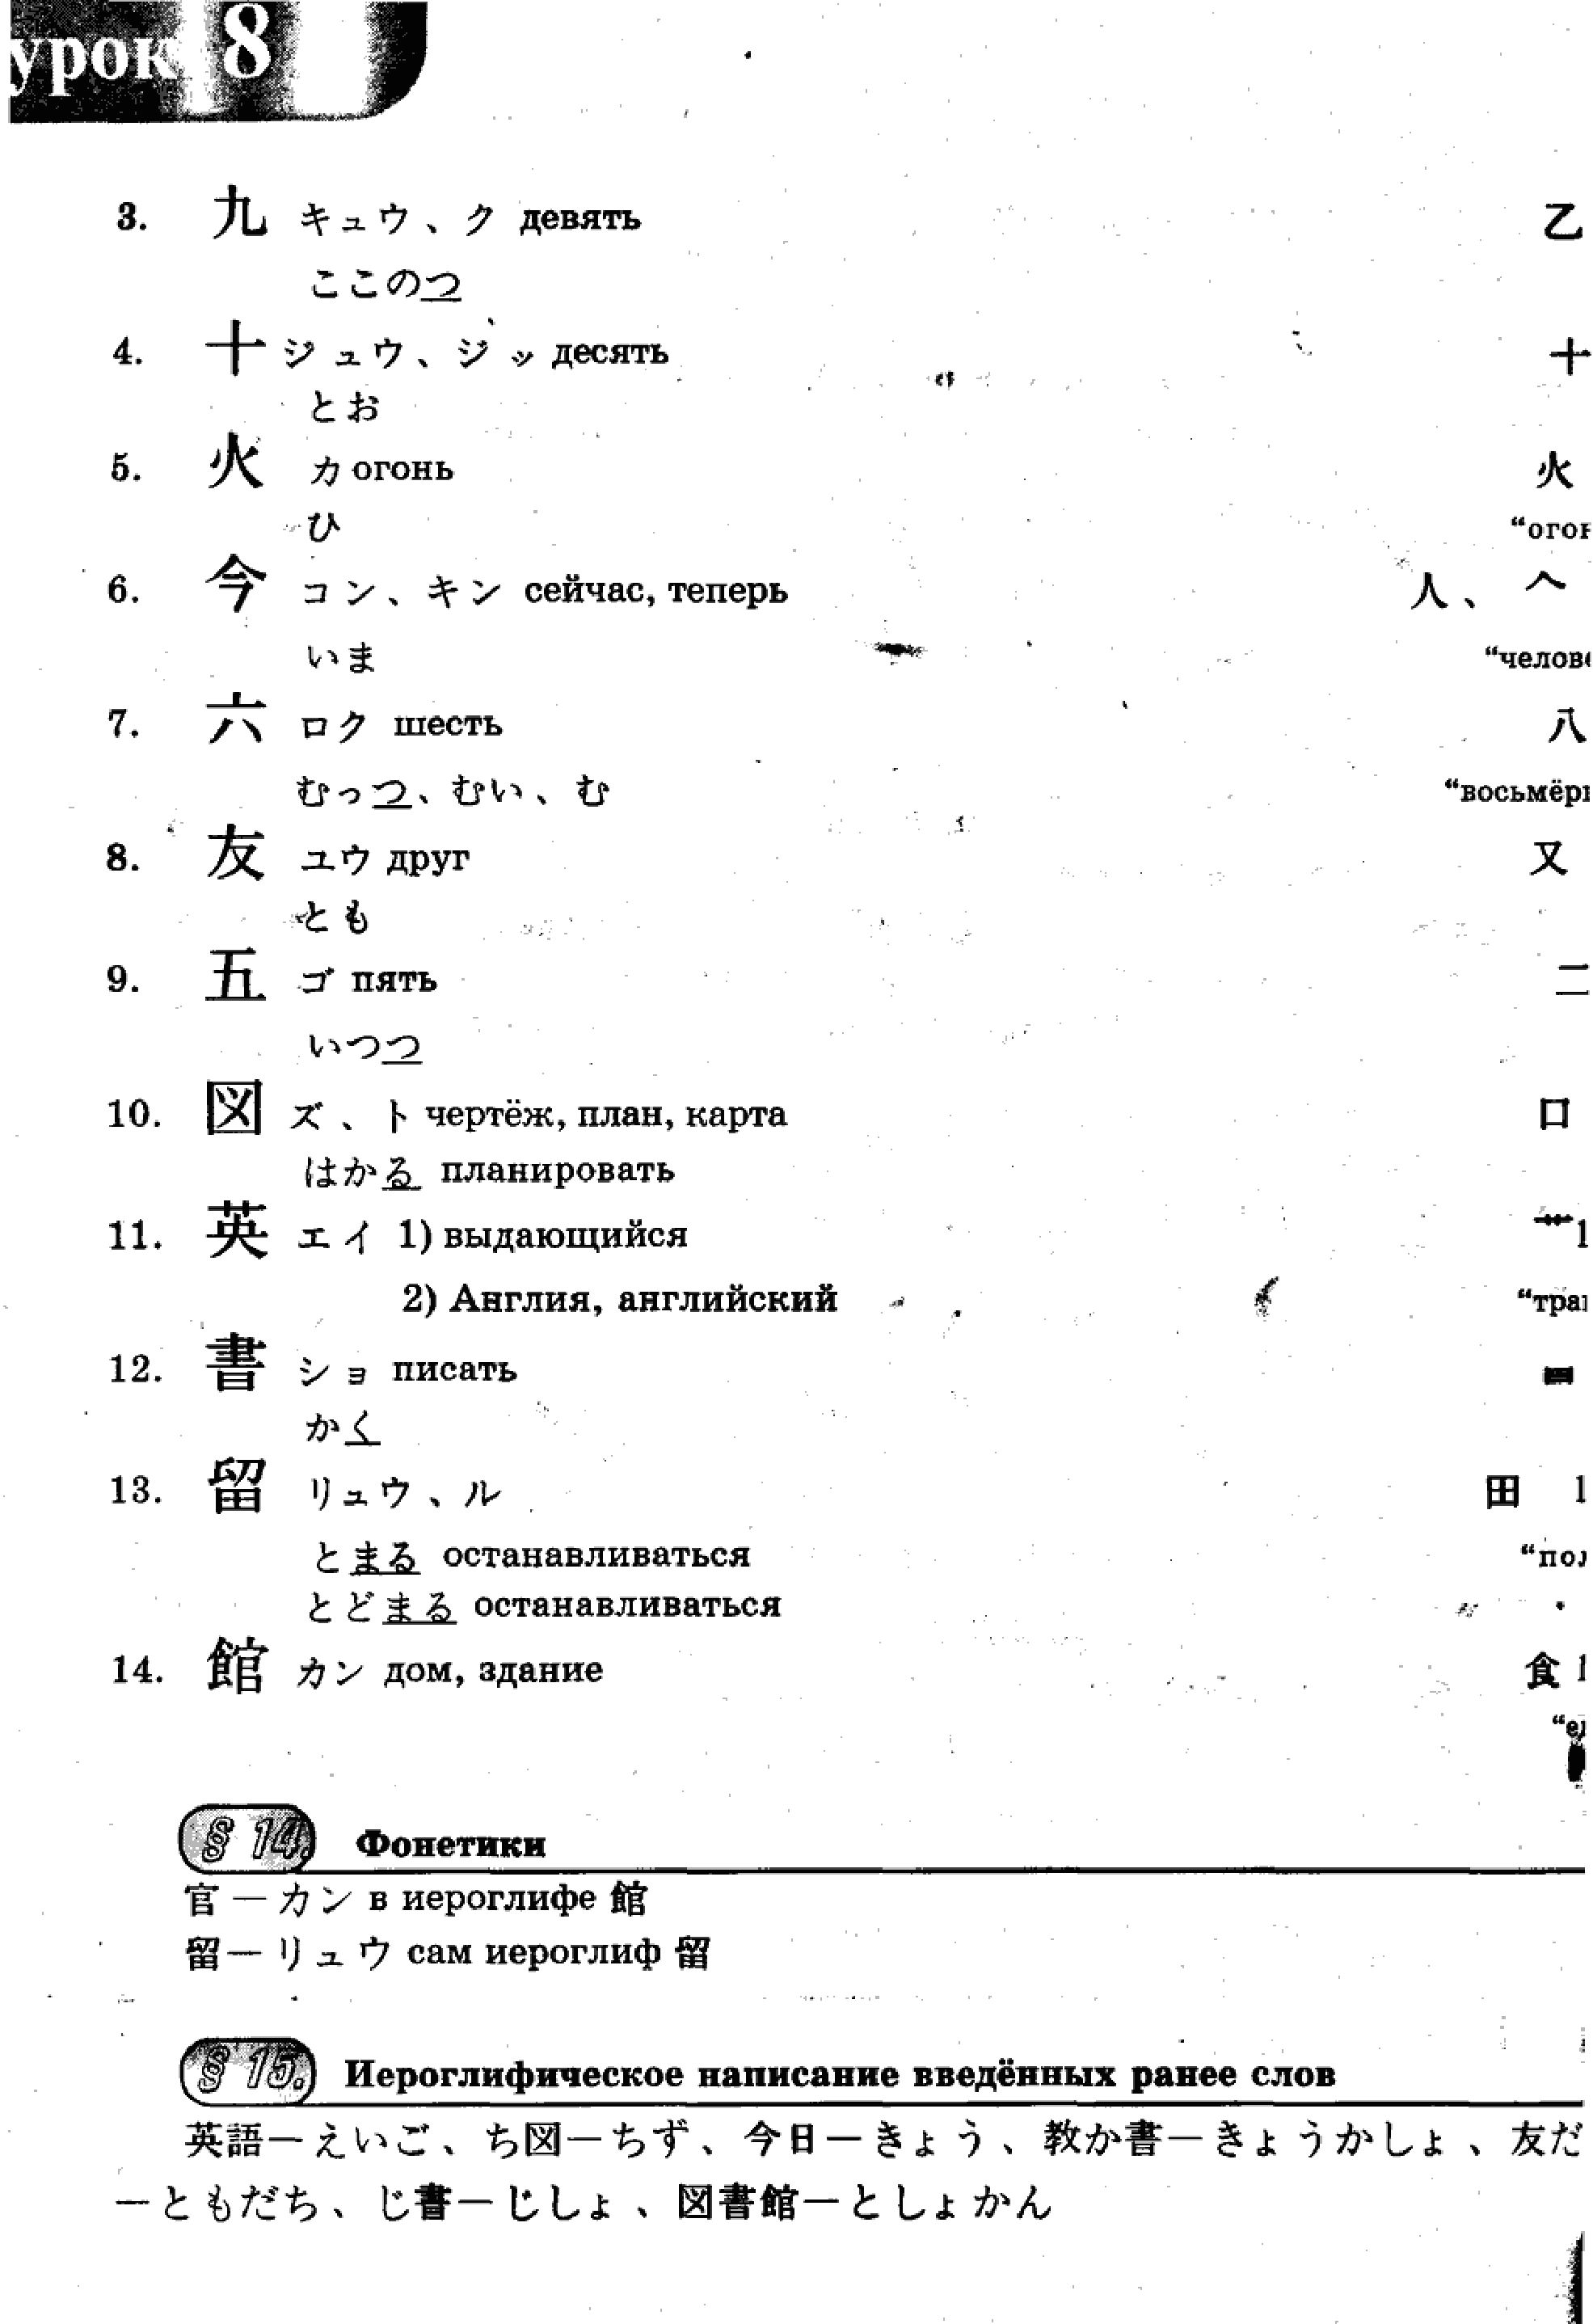 урок 8
3. 九 キュウ、ク девять 乙
ここのつ
4. 十 ジュウ、ジッ десять 十
とお
5. 火 カ огонь 火
ひ
6. 今 コン、キン сейчас, теперь 人、𠆢
いま
7. 六 ロク шесть 八
むっつ、むい、む
8. 友 ユウ друг 又
とも
9. 五 ゴ пять 二
いつつ
10. 図 ズ、ト чертёж, план, карта 口
はかる планировать
11. 英 エイ 1) выдающийся 艹
2) Англия, английский
12. 書 ショ писать
かく
13. 留 リュウ、ル 田
とまる останавливаться
とどまる останавливаться
14. 館 カン дом, здание 食
§ 14. Фонетики
官 — カン в иероглифе 館
留 — リュウ сам иероглиф 留
§ 15. Иероглифическое написание введённых ранее слов
英語 — えいご、ち図 — ちず、今日 — きょう、教か書 — きょうかしょ、友だ
— ともだち、じ書 — じしょ、図書館 — としょかん